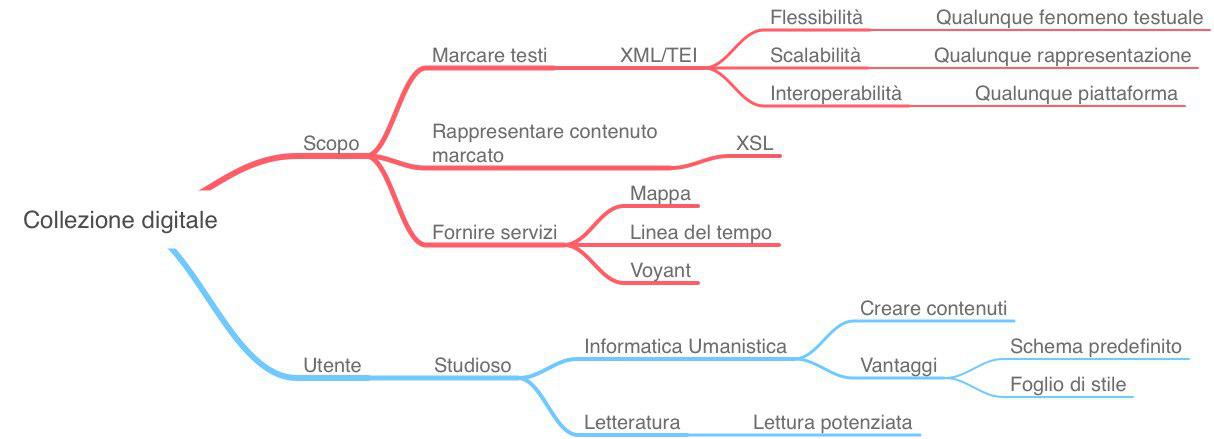 Collezione digitale
Scopo
Marcare testi
XML/TEI
Flessibilità
Qualunque fenomeno testuale
Scalabilità
Qualunque rappresentazione
Interoperabilità
Qualunque piattaforma
Rappresentare contenuto
marcato
XSL
Fornire servizi
Mappa
Linea del tempo
Voyant
Utente
Studioso
Informatica Umanistica
Creare contenuti
Vantaggi
Schema predefinito
Foglio di stile
Letteratura
Lettura potenziata